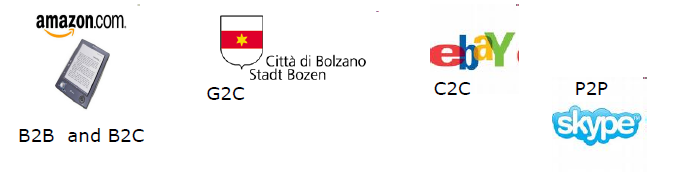 amazon.com.
B2B and B2C
Città di Bolzano
Stadt Bozen
G2C
ebaY
C2C
P2P
skype